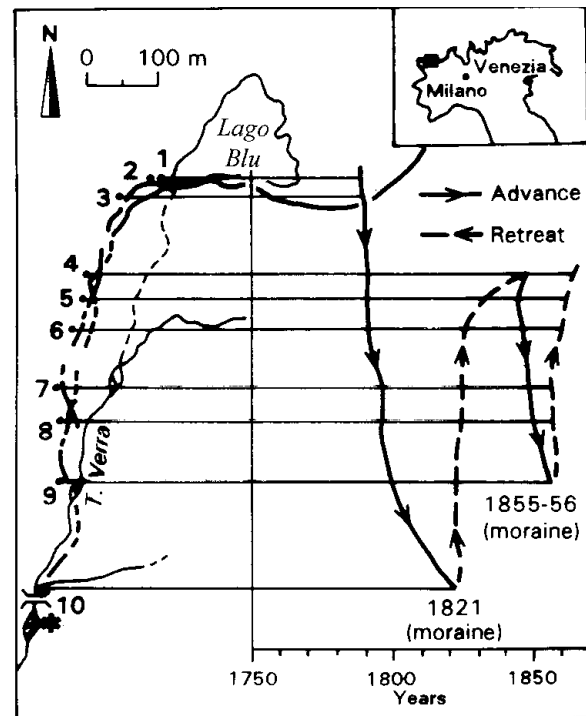 N
0 100 m
Lago
Blu
Venezia
Milano
1
2
3
Advance
Retreat
4
5
6
7
8
T. Verra
9
1855-56
(moraine)
10
1821
(moraine)
1750 1800 1850
Years